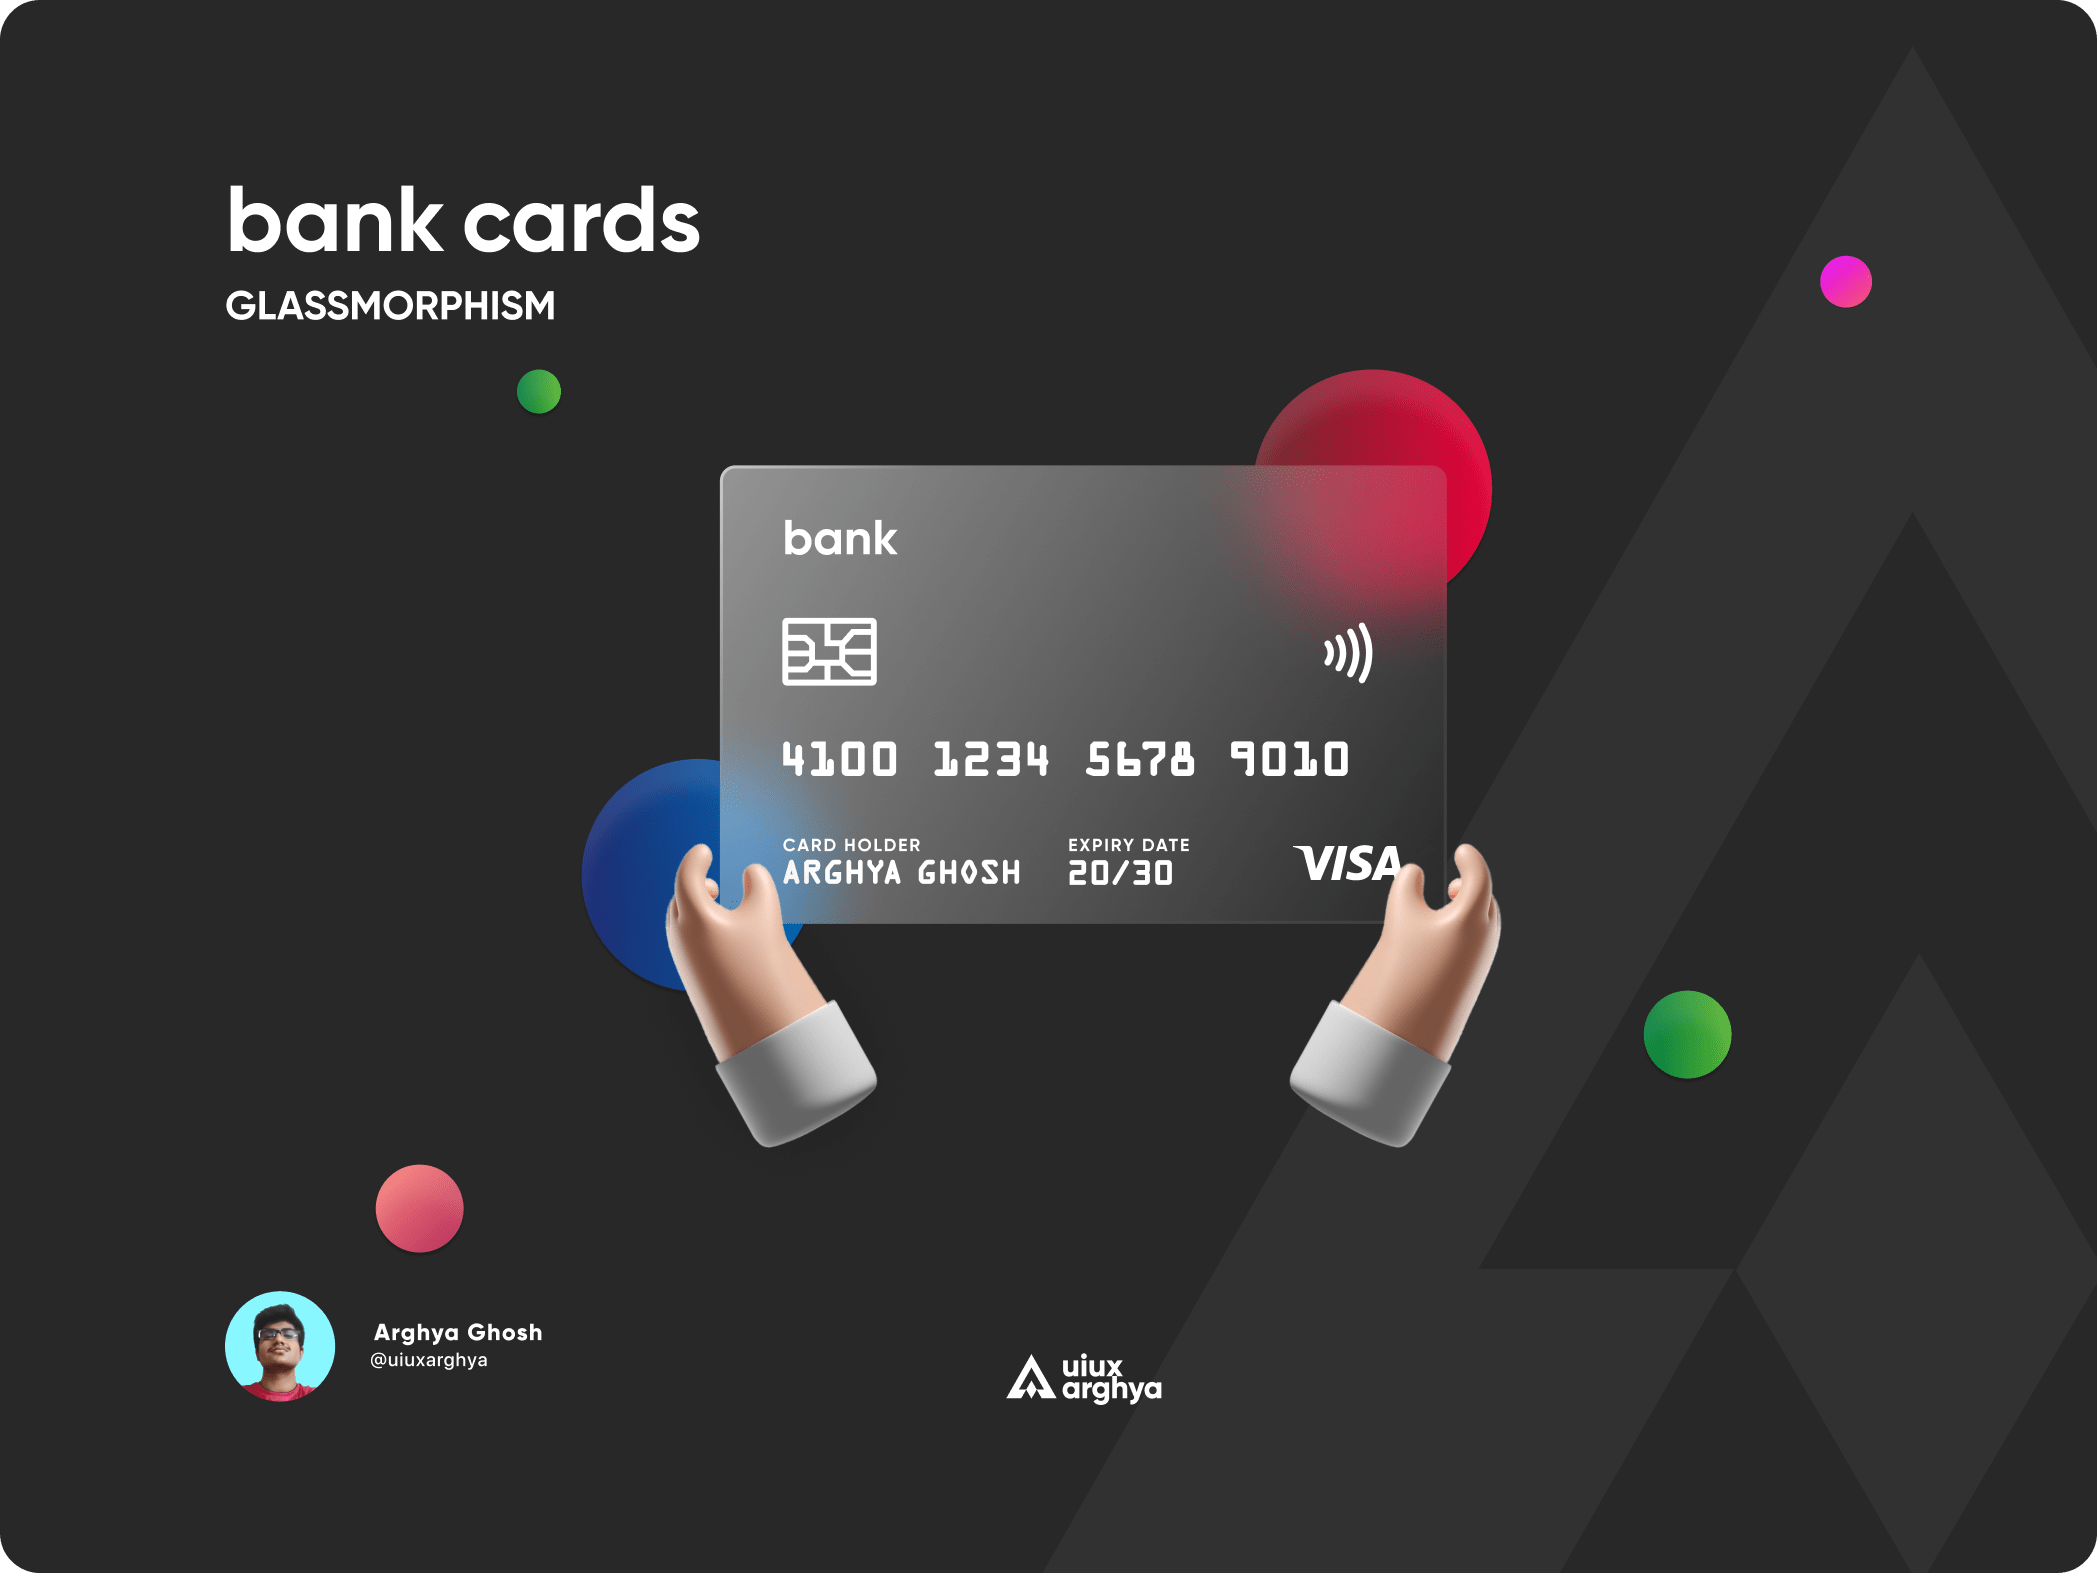 bank cards
GLASSMORPHISM
bank
4100 1234 5678 9010
CARD HOLDER
ARGHYA GHOSH
EXPIRY DATE
20/30
VISA
Arghya Ghosh
@uiuxarghya
uiux
arghya